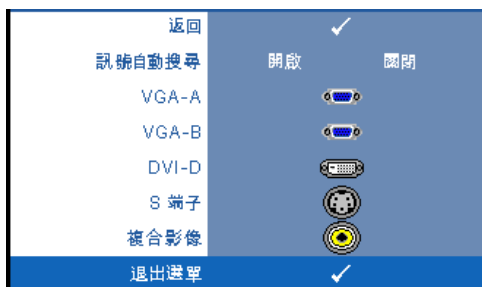 返回
訊號自動搜尋 開啟 關閉
VGA-A
VGA-B
DVI-D
S 端子
複合影像
退出選單